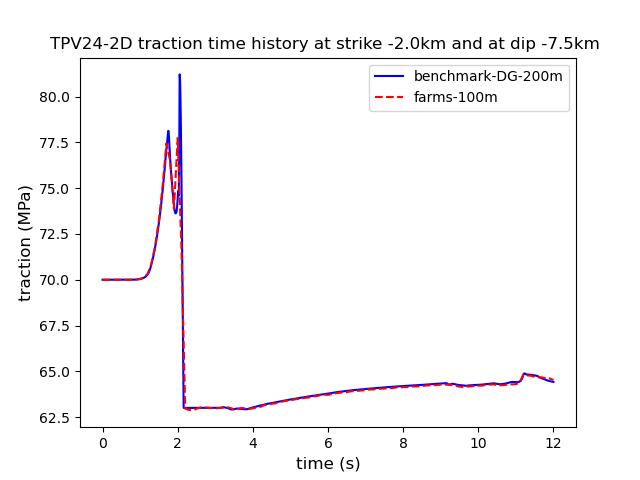 TPV24-2D traction time history at strike -2.0km and at dip -7.5km
benchmark-DG-200m
farms-100m
traction (MPa)
80.0
77.5
75.0
72.5
70.0
67.5
65.0
62.5
0 2 4 6 8 10 12
time (s)